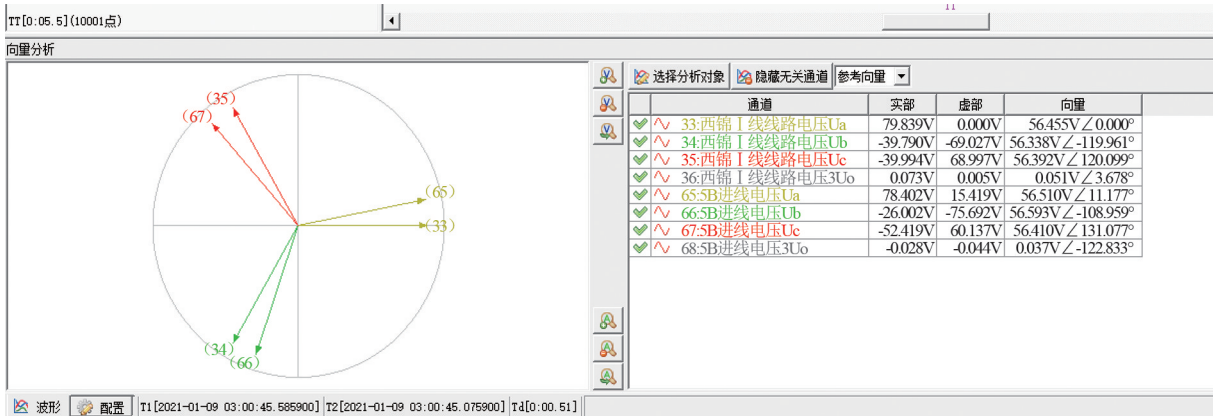 TT[0:05.5](10001点)
向量分析
(35)
(67)
(65)
(33)
(34)
(66)
选择分析对象 隐藏无关通道 参考向量
通道 实部 虚部 向量
33:西锦Ⅰ线线路电压Ua 79.839V 0.000V 56.455V∠0.000°
34:西锦Ⅰ线线路电压Ub -39.790V -69.027V 56.338V∠-119.961°
35:西锦Ⅰ线线路电压Uc -39.994V 68.997V 56.392V∠120.099°
36:西锦Ⅰ线线路电压3Uo 0.073V 0.005V 0.051V∠3.678°
65:5B进线电压Ua 78.402V 15.419V 56.510V∠11.177°
66:5B进线电压Ub -26.002V -75.692V 56.593V∠-108.959°
67:5B进线电压Uc -52.419V 60.137V 56.410V∠131.077°
68:5B进线电压3Uo -0.028V -0.044V 0.037V∠-122.833°
波形 配置 T1[2021-01-09 03:00:45.585900] T2[2021-01-09 03:00:45.075900] Td[0:00.51]